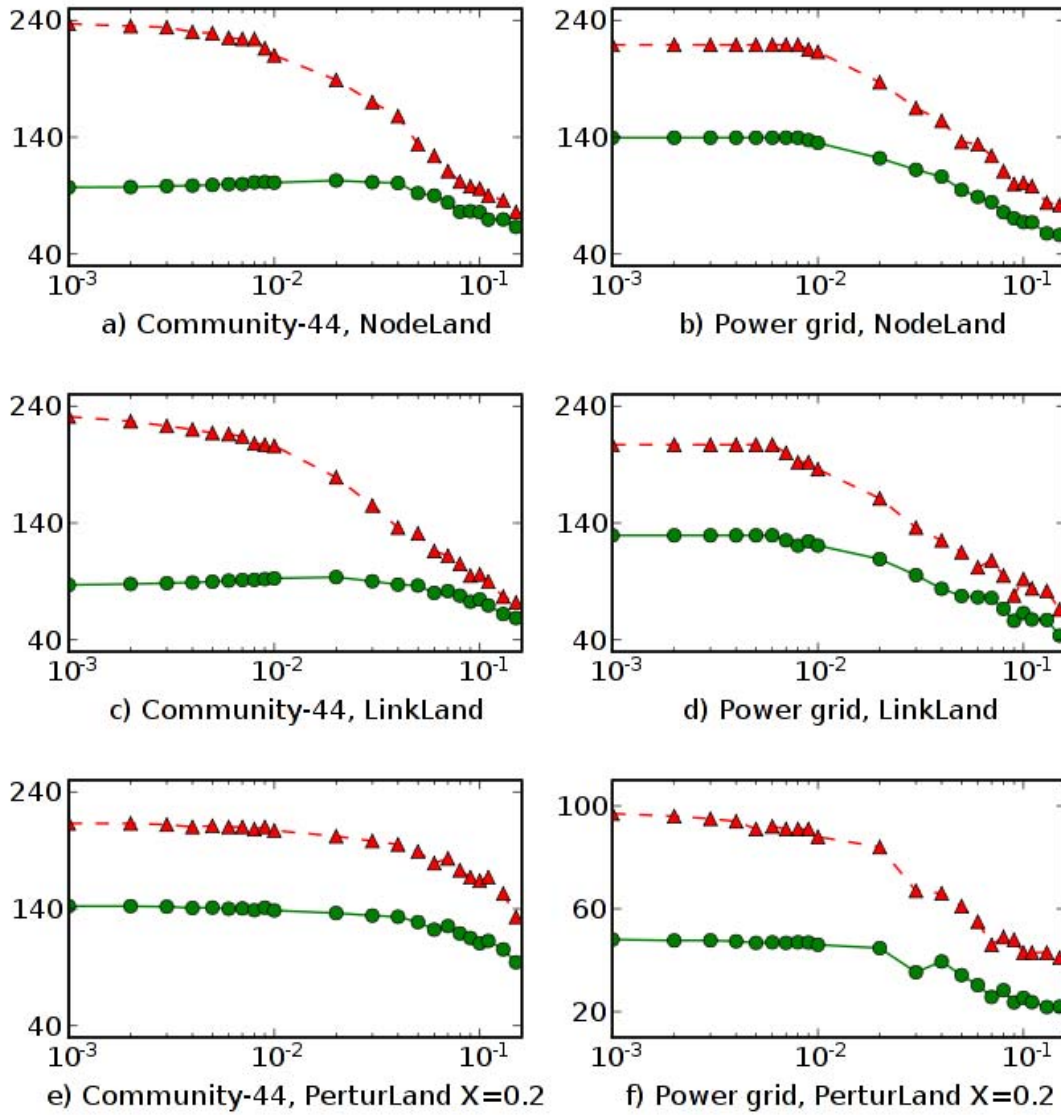 240
140
40
10⁻³ 10⁻² 10⁻¹
a) Community-44, NodeLand
240
140
40
10⁻³ 10⁻² 10⁻¹
b) Power grid, NodeLand
240
140
40
10⁻³ 10⁻² 10⁻¹
c) Community-44, LinkLand
240
140
40
10⁻³ 10⁻² 10⁻¹
d) Power grid, LinkLand
240
140
40
10⁻³ 10⁻² 10⁻¹
e) Community-44, PerturLand X=0.2
100
60
20
10⁻³ 10⁻² 10⁻¹
f) Power grid, PerturLand X=0.2